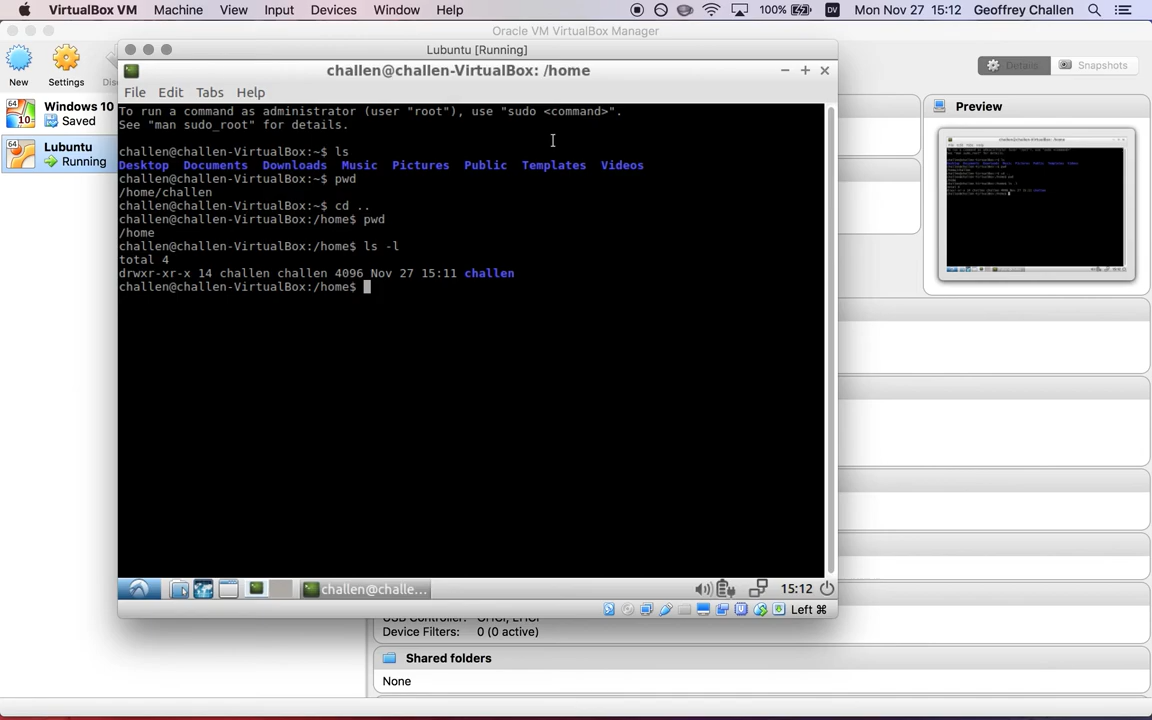 VirtualBox VM Machine View Input Devices Window Help 100% DV Mon Nov 27 15:12 Geoffrey Challen
Oracle VM VirtualBox Manager
New Settings
Details Snapshots
64 10 Windows 10
Saved
64 Lubuntu
Running
Lubuntu [Running]
challen@challen-VirtualBox: /home
File Edit Tabs Help
To run a command as administrator (user "root"), use "sudo <command>".
See "man sudo_root" for details.
challen@challen-VirtualBox:~$ ls
Desktop Documents Downloads Music Pictures Public Templates Videos
challen@challen-VirtualBox:~$ pwd
/home/challen
challen@challen-VirtualBox:~$ cd ..
challen@challen-VirtualBox:/home$ pwd
/home
challen@challen-VirtualBox:/home$ ls -l
total 4
drwxr-xr-x 14 challen challen 4096 Nov 27 15:11 challen
challen@challen-VirtualBox:/home$
challen@challe...
15:12
Left ⌘
Preview
Device Filters: 0 (0 active)
Shared folders
None